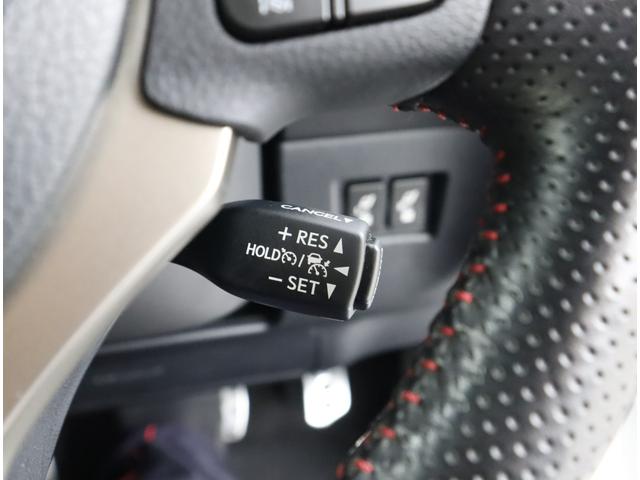 CANCEL▼
+ RES ▲
HOLD / ◀
− SET ▼